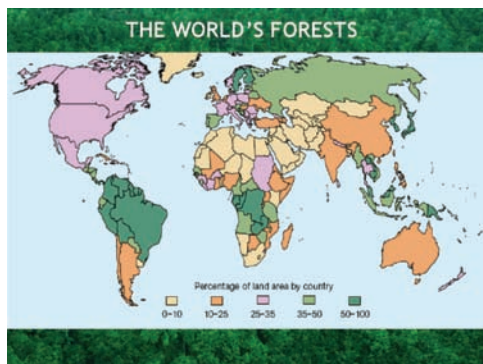 THE WORLD'S FORESTS
Percentage of land area by country
0-10 10-25 25-35 35-50 50-100